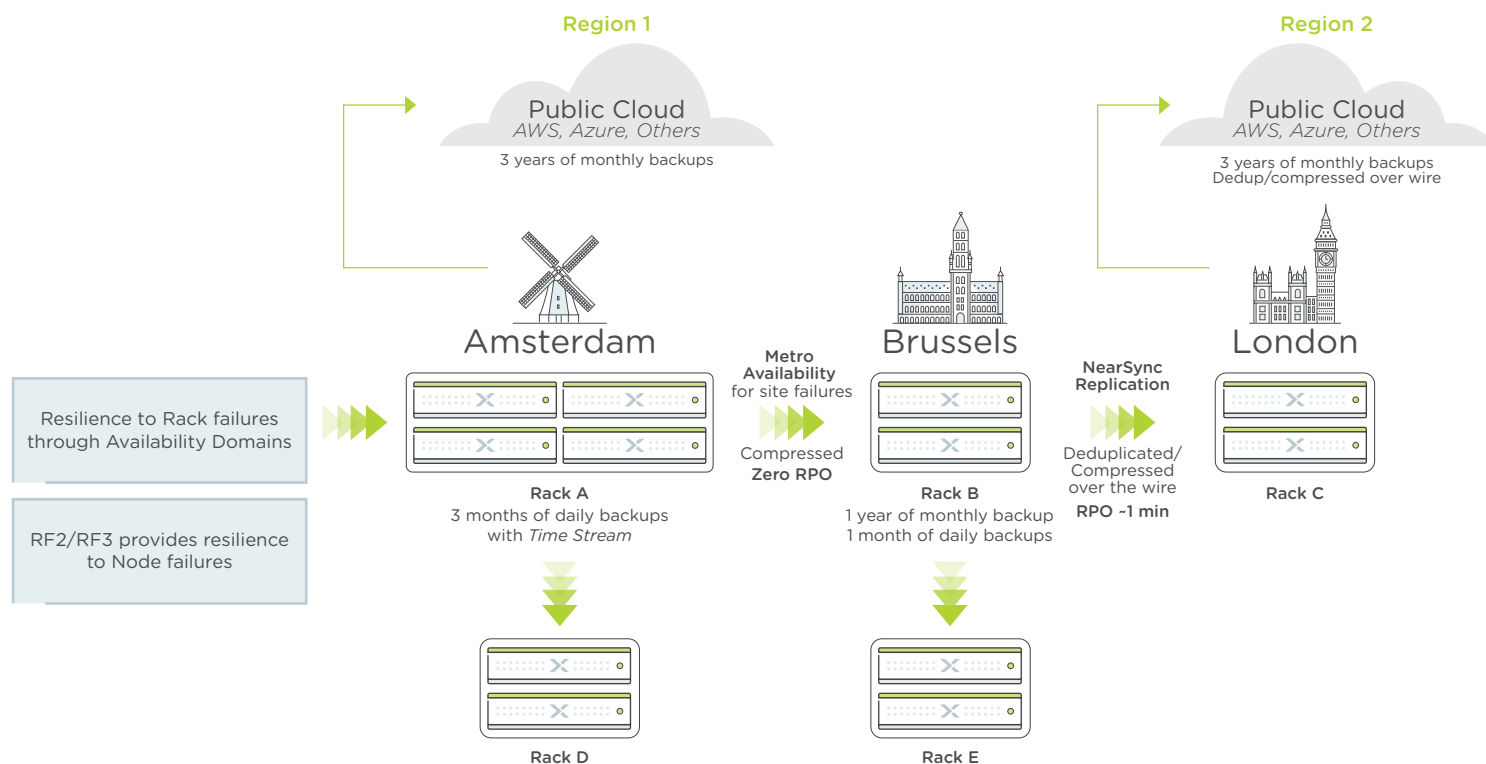 Region 1
Region 2
Public Cloud
AWS, Azure, Others
3 years of monthly backups
Public Cloud
AWS, Azure, Others
3 years of monthly backups
Dedup/compressed over wire
Amsterdam
Brussels
London
Resilience to Rack failures
through Availability Domains
RF2/RF3 provides resilience
to Node failures
Metro
Availability
for site failures
Compressed
Zero RPO
NearSync
Replication
Deduplicated/
Compressed
over the wire
RPO ~1 min
Rack A
3 months of daily backups
with Time Stream
Rack B
1 year of monthly backup
1 month of daily backups
Rack C
Rack D
Rack E